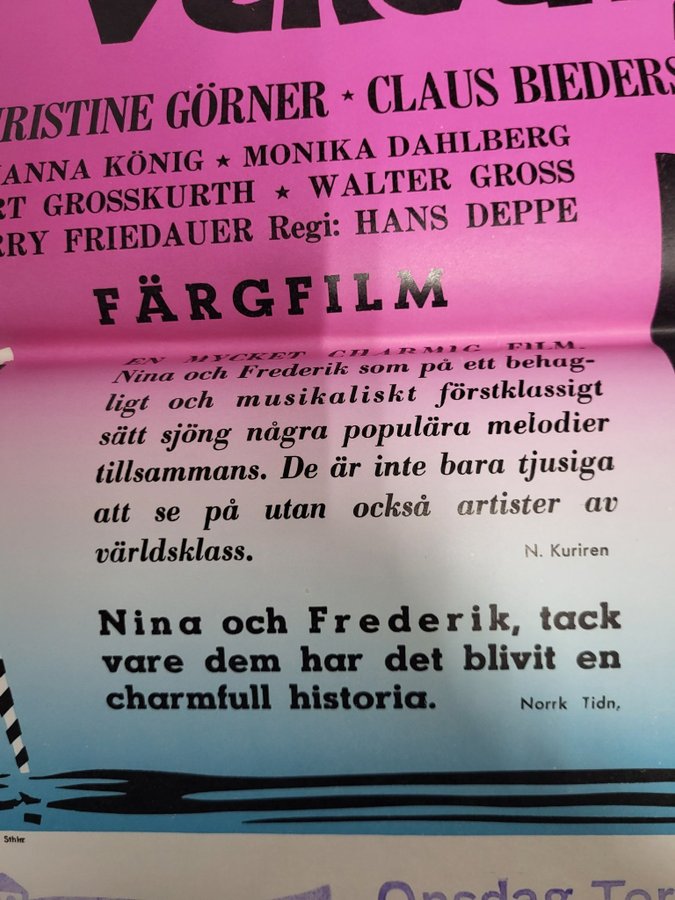 CHRISTINE GÖRNER ★ CLAUS BIEDERS
ANNA KÖNIG ★ MONIKA DAHLBERG
RT GROSSKURTH ★ WALTER GROSS
RRY FRIEDAUER Regi: HANS DEPPE
FÄRGFILM
EN MYCKET CHARMIG FILM.
Nina och Frederik som på ett behag-
ligt och musikaliskt förstklassigt
sätt sjöng några populära melodier
tillsammans. De är inte bara tjusiga
att se på utan också artister av
världsklass.
N. Kuriren
Nina och Frederik, tack
vare dem har det blivit en
charmfull historia.
Norrk Tidn,
Onsdag Tor